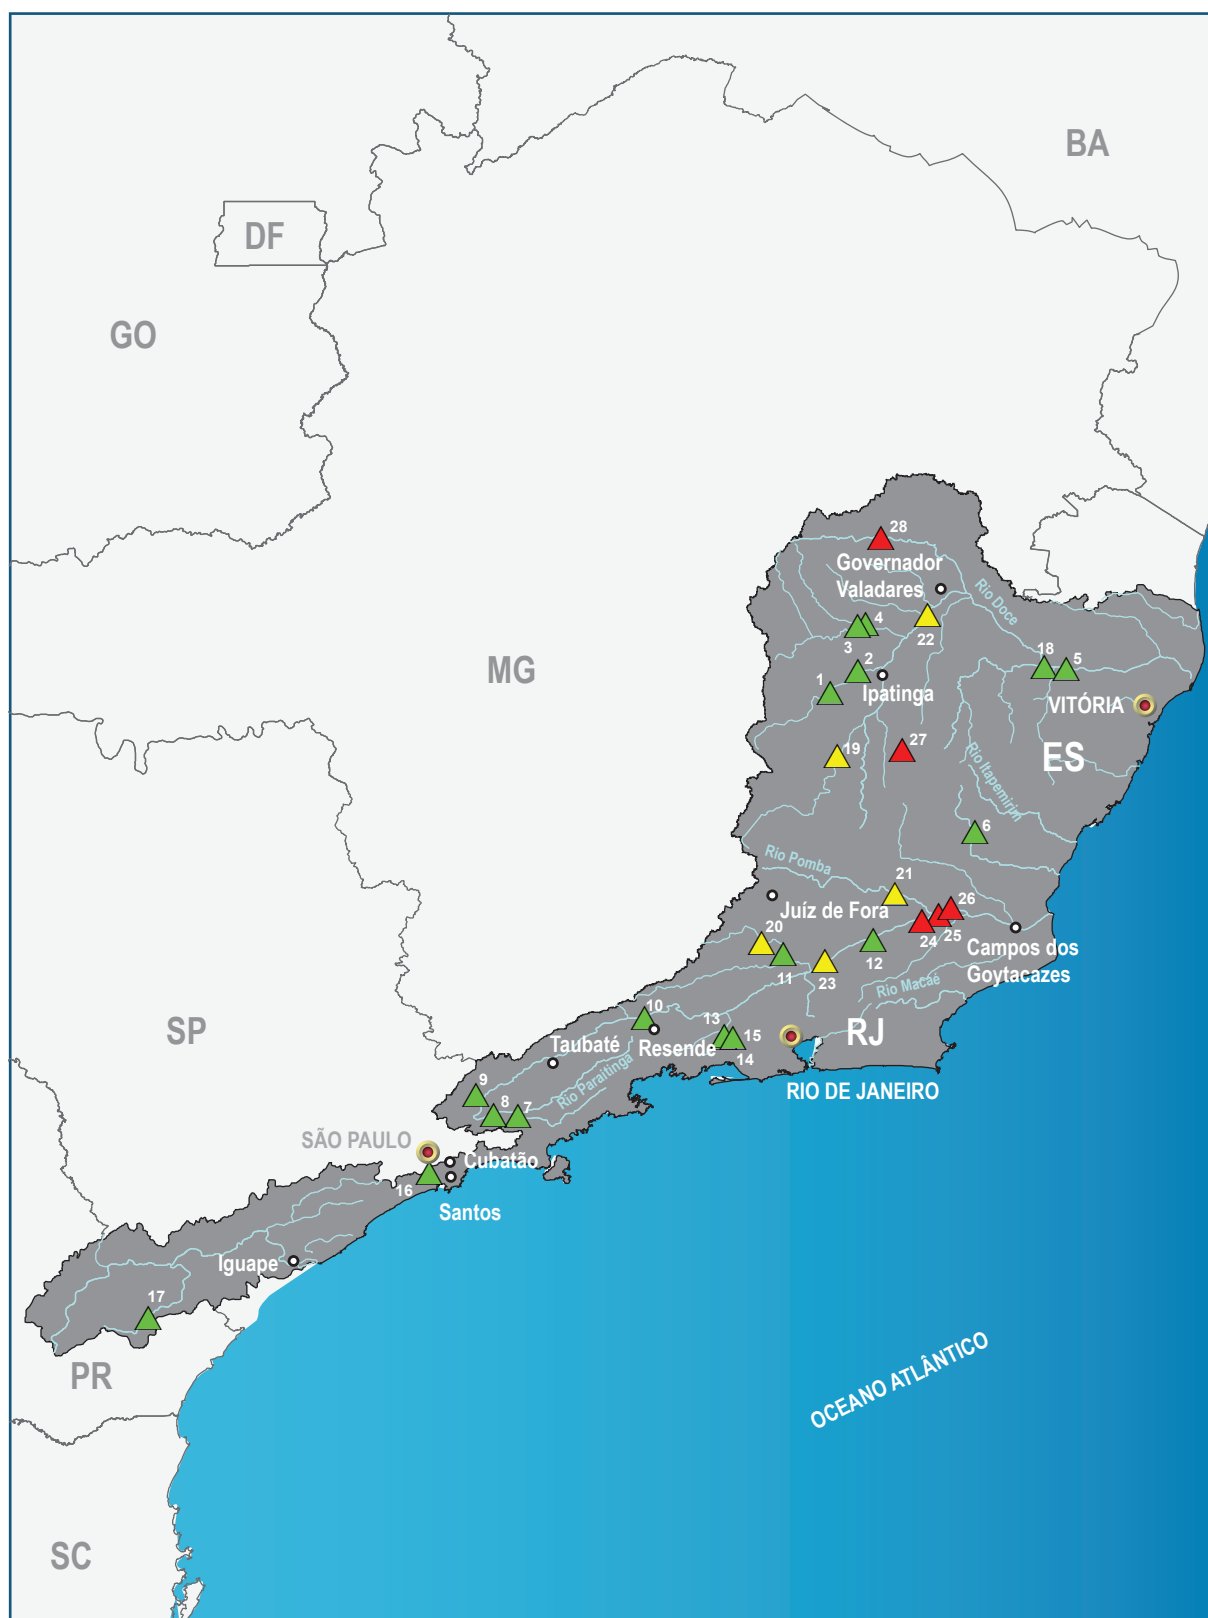 BA
DF
GO
28
Governador
Valadares
Rio Doce
4
3
22
2
18
5
1
Ipatinga
MG
VITÓRIA
27
19
ES
Rio Itapemirim
6
Rio Pomba
21
26
Juíz de Fora
20
24
25
12
Campos dos
Goytacazes
11
23
Rio Macaé
10
13
15
RJ
SP
Taubaté
Resende
14
Rio Paraitinga
9
RIO DE JANEIRO
8
7
SÃO PAULO
Cubatão
16
Santos
Iguape
17
OCEANO ATLÂNTICO
PR
SC